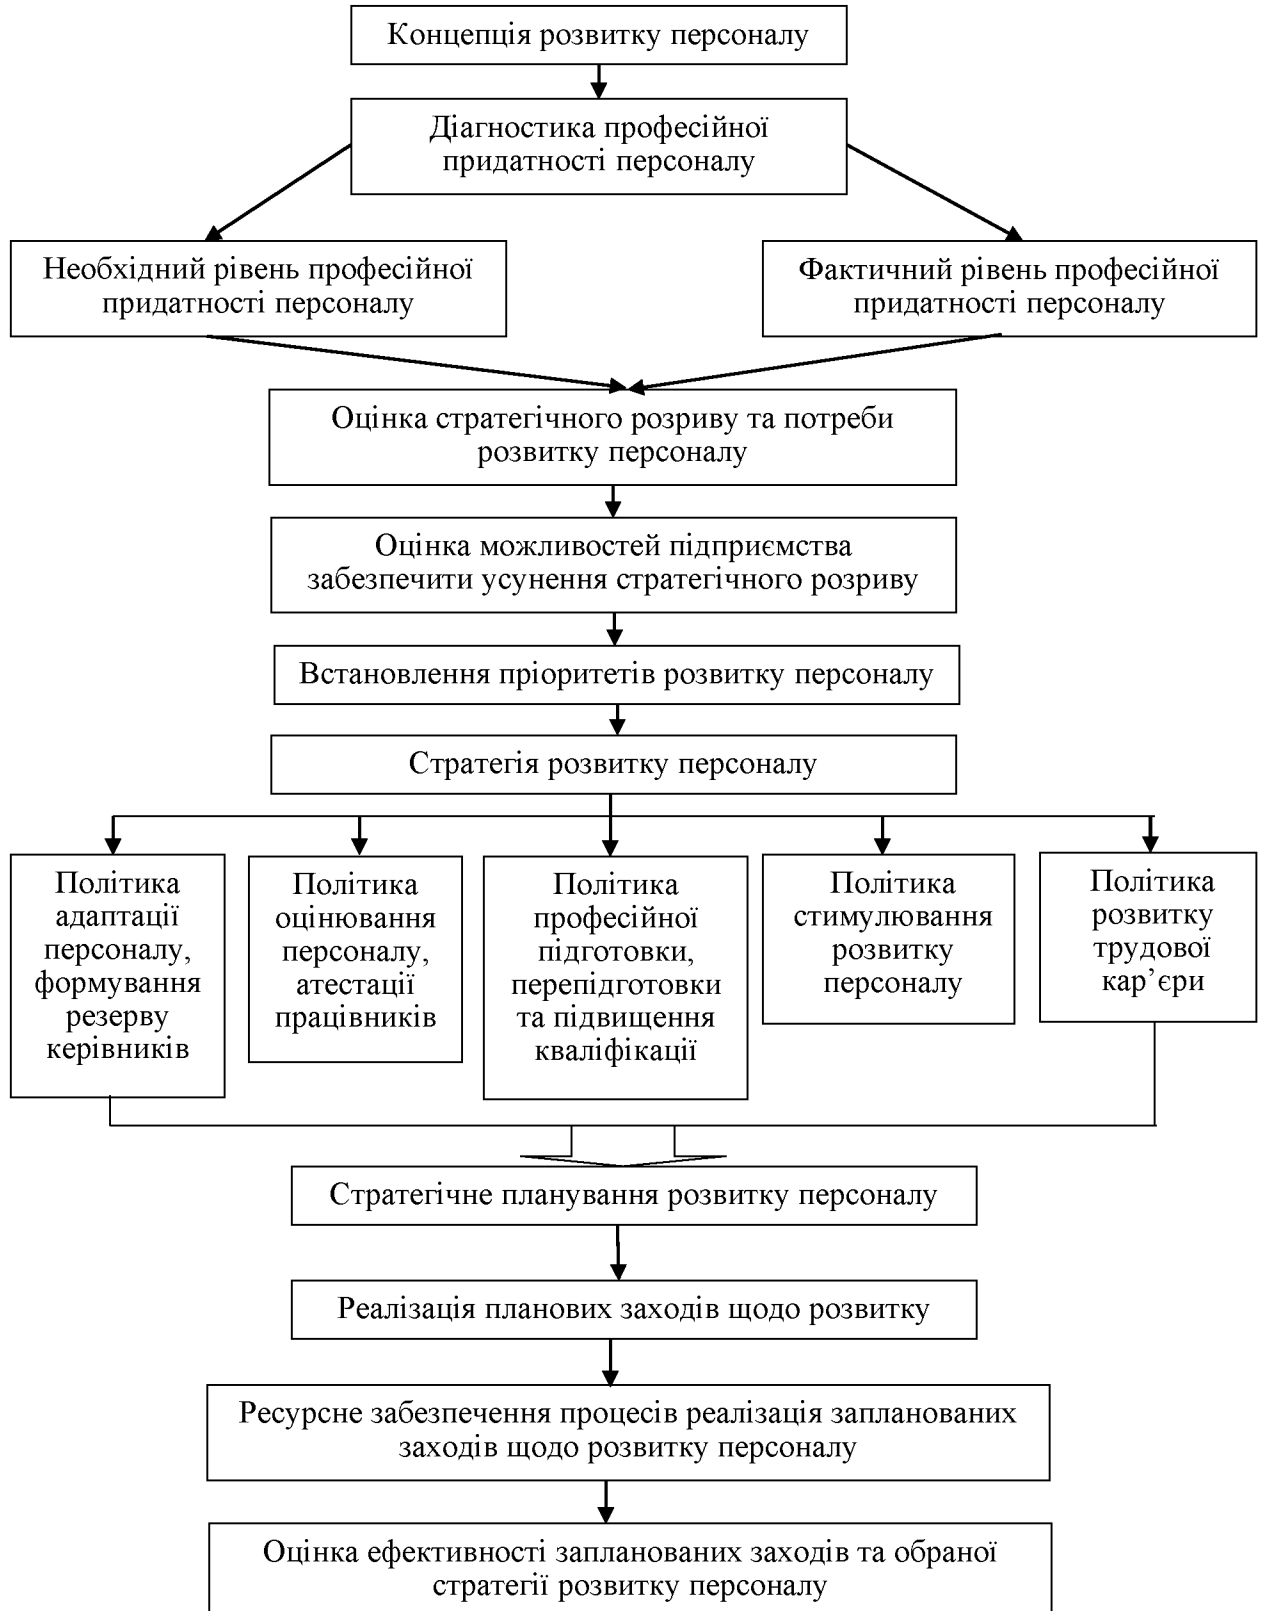 Концепція розвитку персоналу
Діагностика професійної
придатності персоналу
Необхідний рівень професійної
придатності персоналу
Фактичний рівень професійної
придатності персоналу
Оцінка стратегічного розриву та потреби
розвитку персоналу
Оцінка можливостей підприємства
забезпечити усунення стратегічного розриву
Встановлення пріоритетів розвитку персоналу
Стратегія розвитку персоналу
Політика
адаптації
персоналу,
формування
резерву
керівників
Політика
оцінювання
персоналу,
атестації
працівників
Політика
професійної
підготовки,
перепідготовки
та підвищення
кваліфікації
Політика
стимулювання
розвитку
персоналу
Політика
розвитку
трудової
кар’єри
Стратегічне планування розвитку персоналу
Реалізація планових заходів щодо розвитку
Ресурсне забезпечення процесів реалізація запланованих
заходів щодо розвитку персоналу
Оцінка ефективності запланованих заходів та обраної
стратегії розвитку персоналу